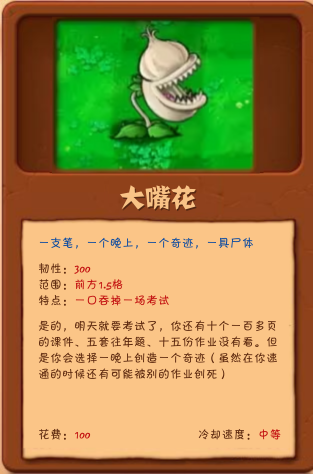 大嘴花
一支笔，一个晚上，一个奇迹，一具尸体
韧性：300
范围：前方1.5格
特点：一口吞掉一场考试
是的，明天就要考试了，你还有十个一百多页
的课件、五套往年题、十五份作业没有看。但
是你会选择一晚上创造一个奇迹（虽然在你速
通的时候还有可能被别的作业创死）
花费：100 冷却速度：中等